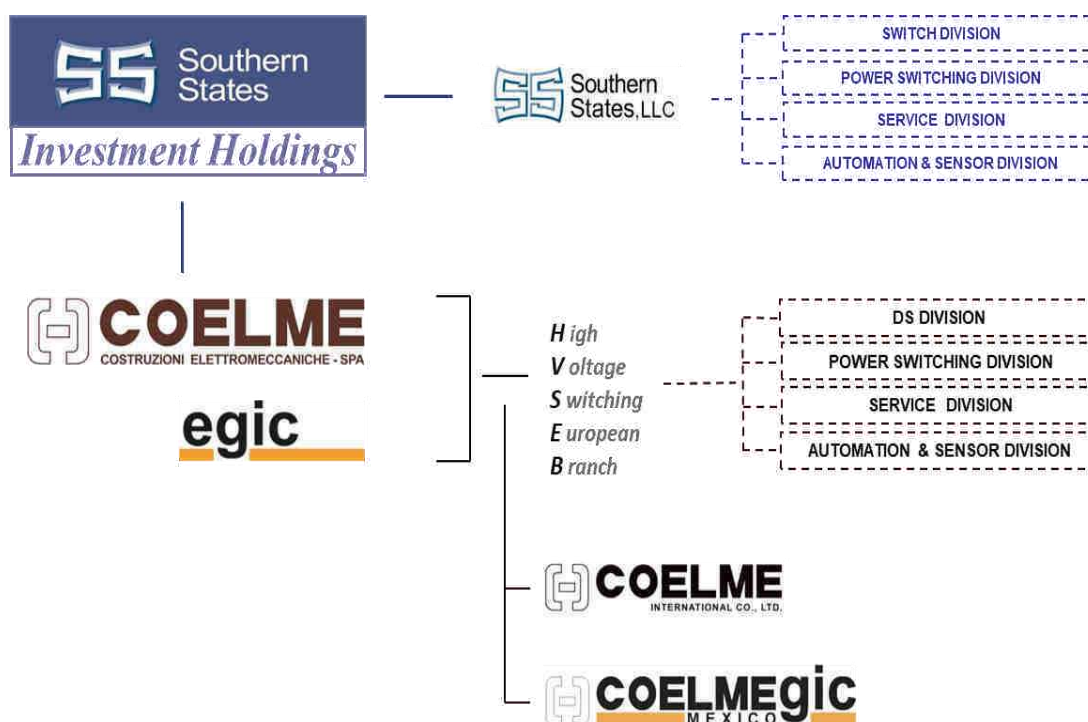 SS Southern
States
Investment Holdings
SS Southern
States, LLC
SWITCH DIVISION
POWER SWITCHING DIVISION
SERVICE DIVISION
AUTOMATION & SENSOR DIVISION
COELME
COSTRUZIONI ELETTROMECCANICHE - SPA
egic
High
Voltage
Switching
European
Branch
DS DIVISION
POWER SWITCHING DIVISION
SERVICE DIVISION
AUTOMATION & SENSOR DIVISION
COELME
INTERNATIONAL CO., LTD.
COELMEgic
MEXICO